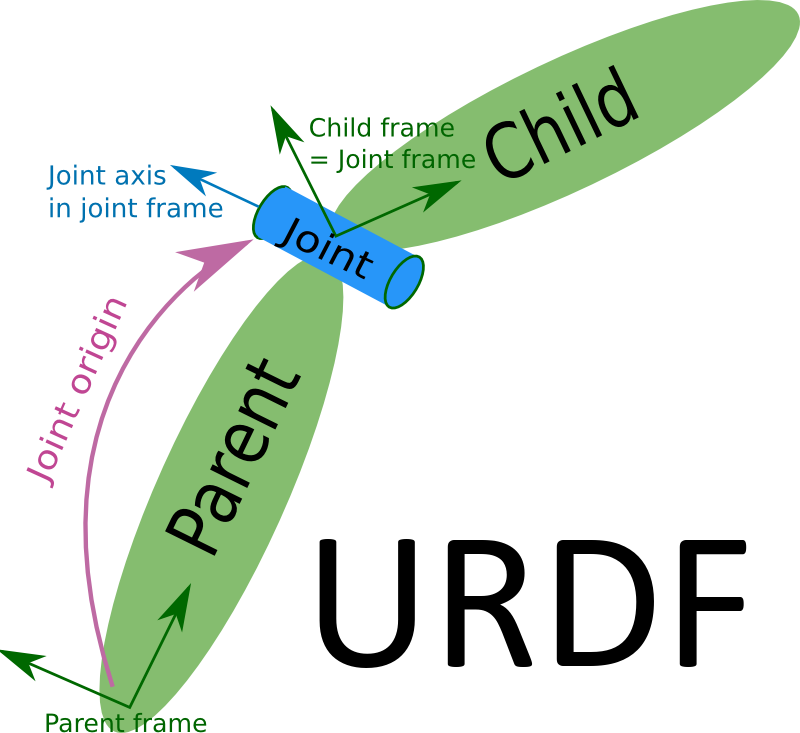 Child
Child frame
= Joint frame
Joint axis
in joint frame
Joint
Joint origin
Parent
URDF
Parent frame